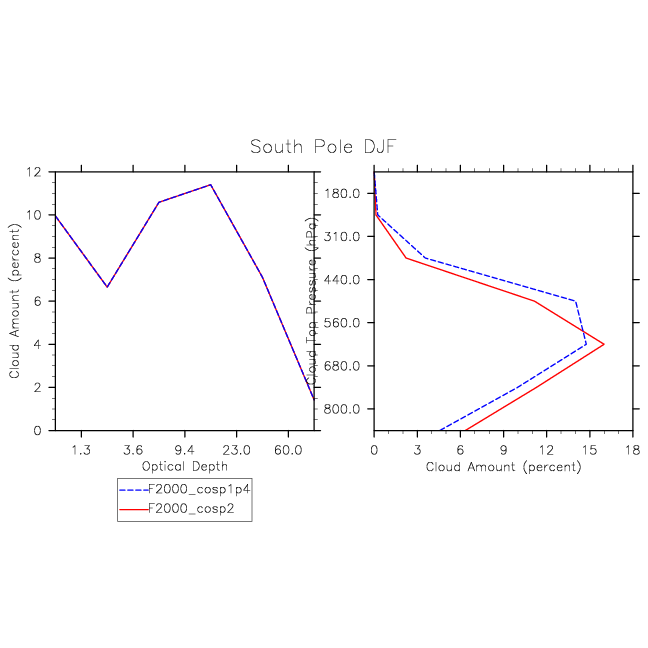 South Pole DJF
12
10
8
6
4
2
0
Cloud Amount (percent)
1.3 3.6 9.4 23.0 60.0
Optical Depth
Cloud Top Pressure (hPa)
180.0
310.0
440.0
560.0
680.0
800.0
0 3 6 9 12 15 18
Cloud Amount (percent)
F2000_cosp1p4
F2000_cosp2